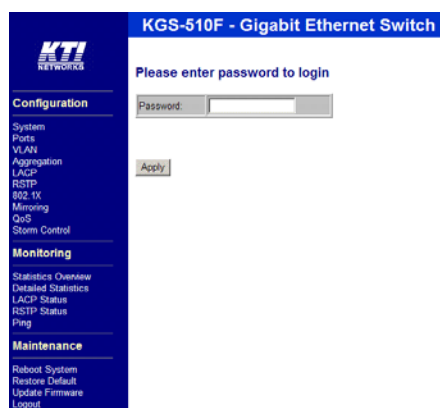 KGS-510F - Gigabit Ethernet Switch
KTI
NETWORKS
Please enter password to login
Password:
Apply
Configuration
System
Ports
VLAN
Aggregation
LACP
RSTP
802.1X
Mirroring
QoS
Storm Control
Monitoring
Statistics Overview
Detailed Statistics
LACP Status
RSTP Status
Ping
Maintenance
Reboot System
Restore Default
Update Firmware
Logout